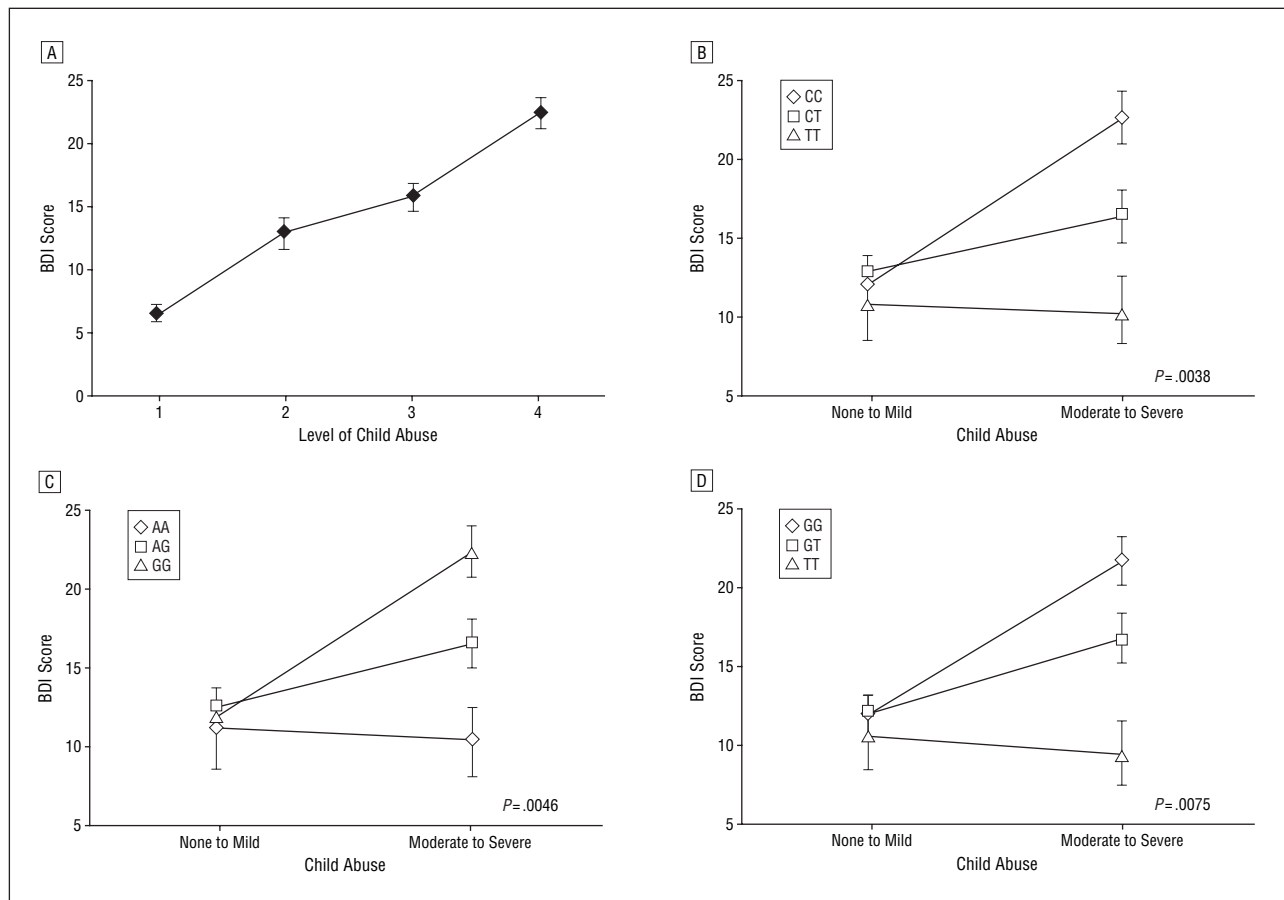 A
25
20
15
10
5
0
BDI Score
1 2 3 4
Level of Child Abuse
B
CC
CT
TT
25
20
15
10
5
BDI Score
P=.0038
None to Mild Moderate to Severe
Child Abuse
C
AA
AG
GG
25
20
15
10
5
BDI Score
P=.0046
None to Mild Moderate to Severe
Child Abuse
D
GG
GT
TT
25
20
15
10
5
BDI Score
P=.0075
None to Mild Moderate to Severe
Child Abuse